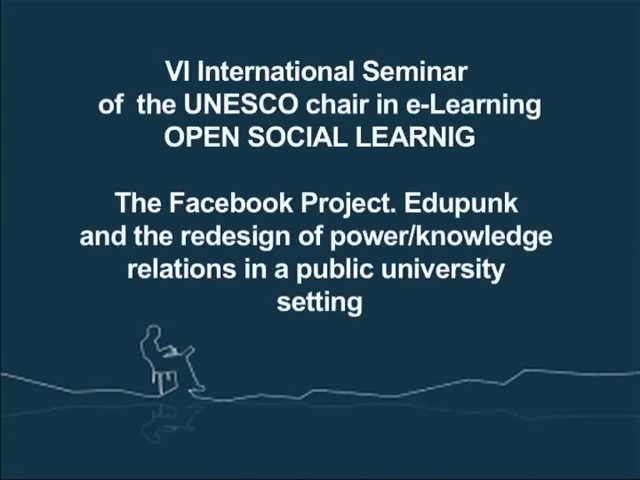 VI International Seminar
of the UNESCO chair in e-Learning
OPEN SOCIAL LEARNIG
The Facebook Project. Edupunk
and the redesign of power/knowledge
relations in a public university
setting